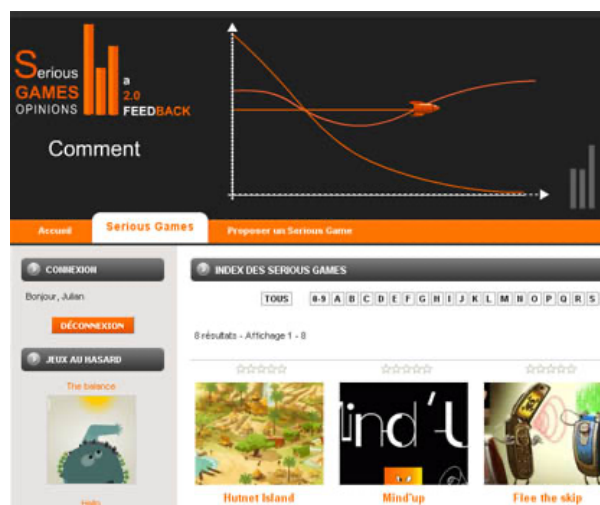 Serious
GAMES
OPINIONS
a
2.0
FEEDBACK
Comment
Accueil
Serious Games
Proposer un Serious Game
CONNEXION
Bonjour, Julian
DÉCONNEXION
JEUX AU HASARD
The balance
INDEX DES SERIOUS GAMES
TOUS 0-9 A B C D E F G H I J K L M N O P Q R S
8 résultats - Affichage 1 - 8
Hutnet Island
Mind'up
Flee the skip